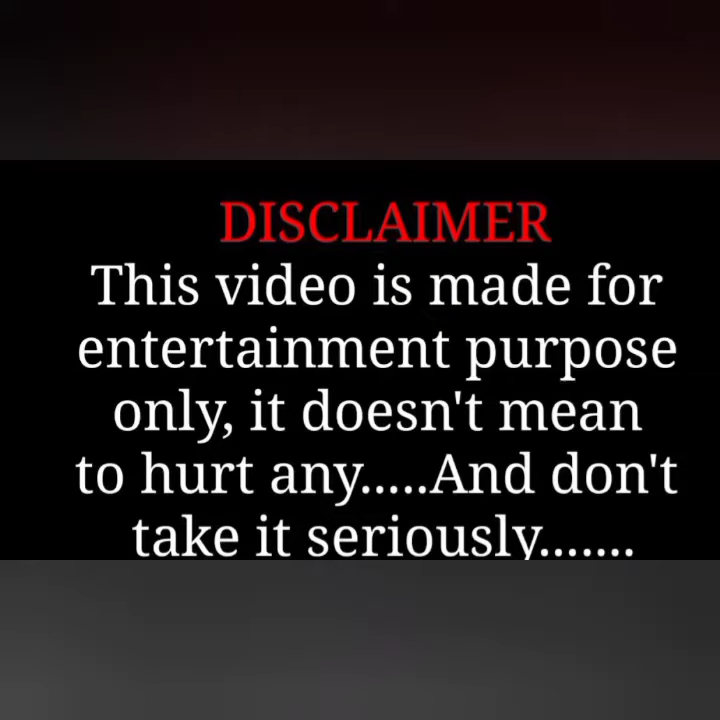 DISCLAIMER
This video is made for
entertainment purpose
only, it doesn't mean
to hurt any.....And don't
take it seriously.......